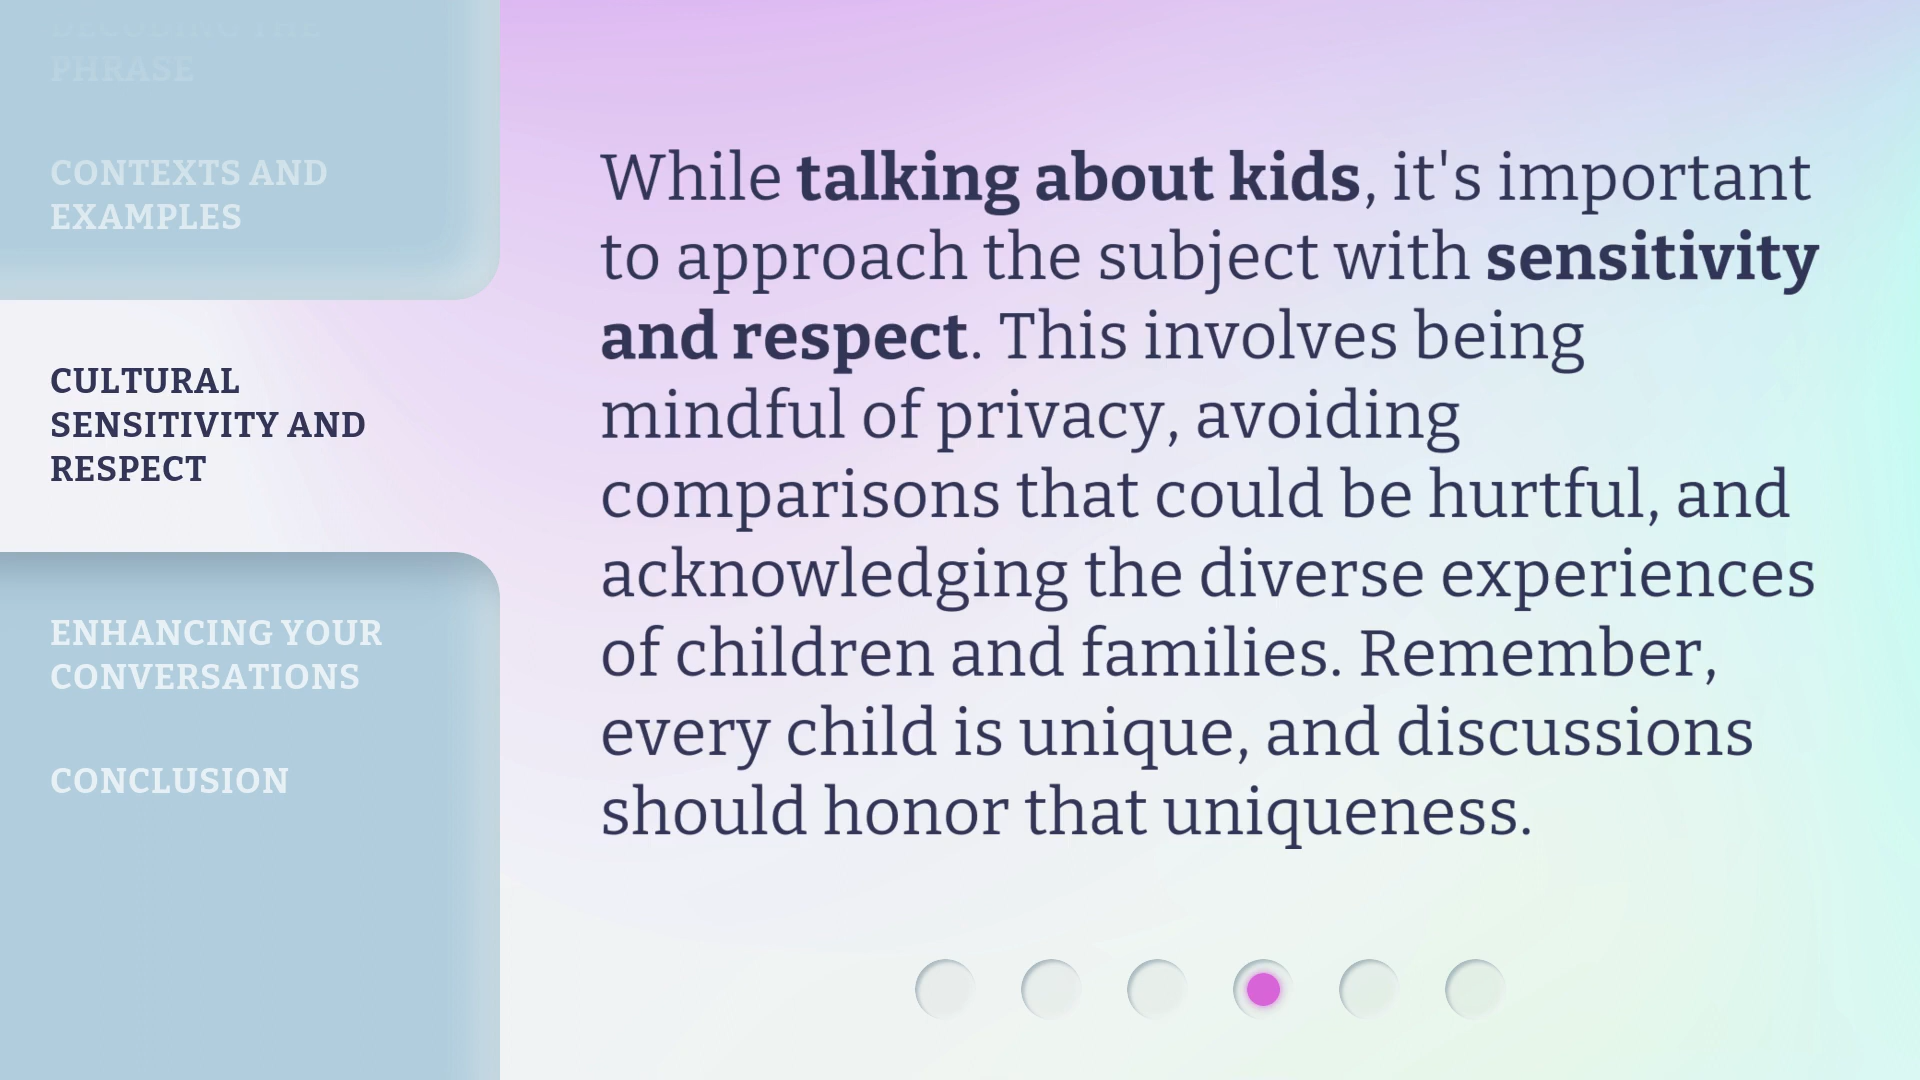 DECODING THE
PHRASE
CONTEXTS AND
EXAMPLES
CULTURAL
SENSITIVITY AND
RESPECT
ENHANCING YOUR
CONVERSATIONS
CONCLUSION
While talking about kids, it's important
to approach the subject with sensitivity
and respect. This involves being
mindful of privacy, avoiding
comparisons that could be hurtful, and
acknowledging the diverse experiences
of children and families. Remember,
every child is unique, and discussions
should honor that uniqueness.